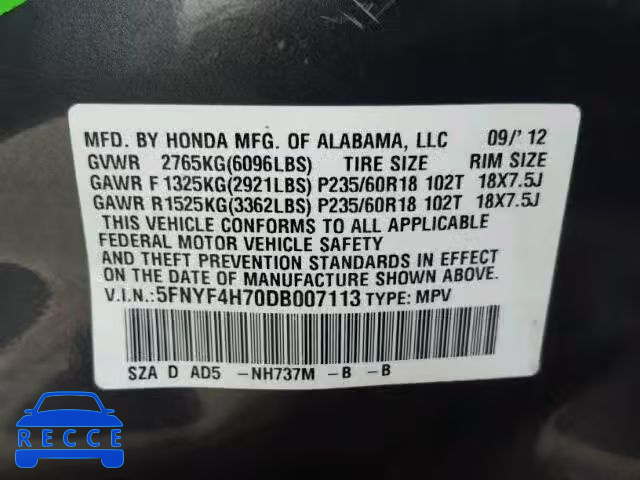 MFD. BY HONDA MFG. OF ALABAMA, LLC 09/'12
GVWR 2765KG(6096LBS) TIRE SIZE RIM SIZE
GAWR F 1325KG(2921LBS) P235/60R18 102T 18X7.5J
GAWR R 1525KG(3362LBS) P235/60R18 102T 18X7.5J
THIS VEHICLE CONFORMS TO ALL APPLICABLE
FEDERAL MOTOR VEHICLE SAFETY
AND THEFT PREVENTION STANDARDS IN EFFECT
ON THE DATE OF MANUFACTURE SHOWN ABOVE.
V.I.N.:5FNYF4H70DB007113 TYPE: MPV
SZA D AD5 -NH737M -B -B